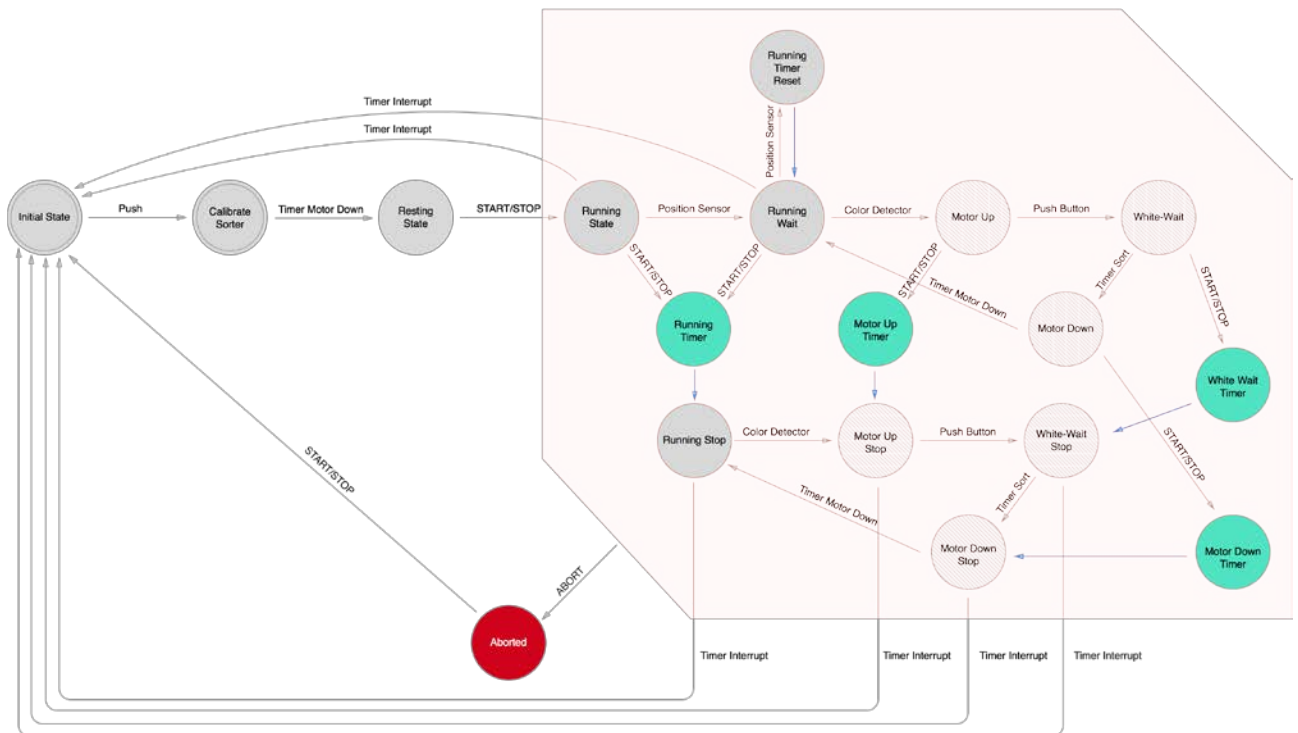 Running
Timer
Reset
Timer Interrupt
Timer Interrupt
Position Sensor
Initial State
Push
Calibrate
Sorter
Timer Motor Down
Resting
State
START/STOP
Running
State
Position Sensor
Running
Wait
Color Detector
Motor Up
Push Button
White-Wait
START/STOP
START/STOP
START/STOP
Timer Motor Down
Timer Sort
START/STOP
Running
Timer
Motor Up
Timer
Motor Down
White Wait
Timer
Running Stop
Color Detector
Motor Up
Stop
Push Button
White-Wait
Stop
START/STOP
START/STOP
Timer Motor Down
Timer Sort
Motor Down
Stop
Motor Down
Timer
ABORT
Aborted
Timer Interrupt
Timer Interrupt
Timer Interrupt
Timer Interrupt